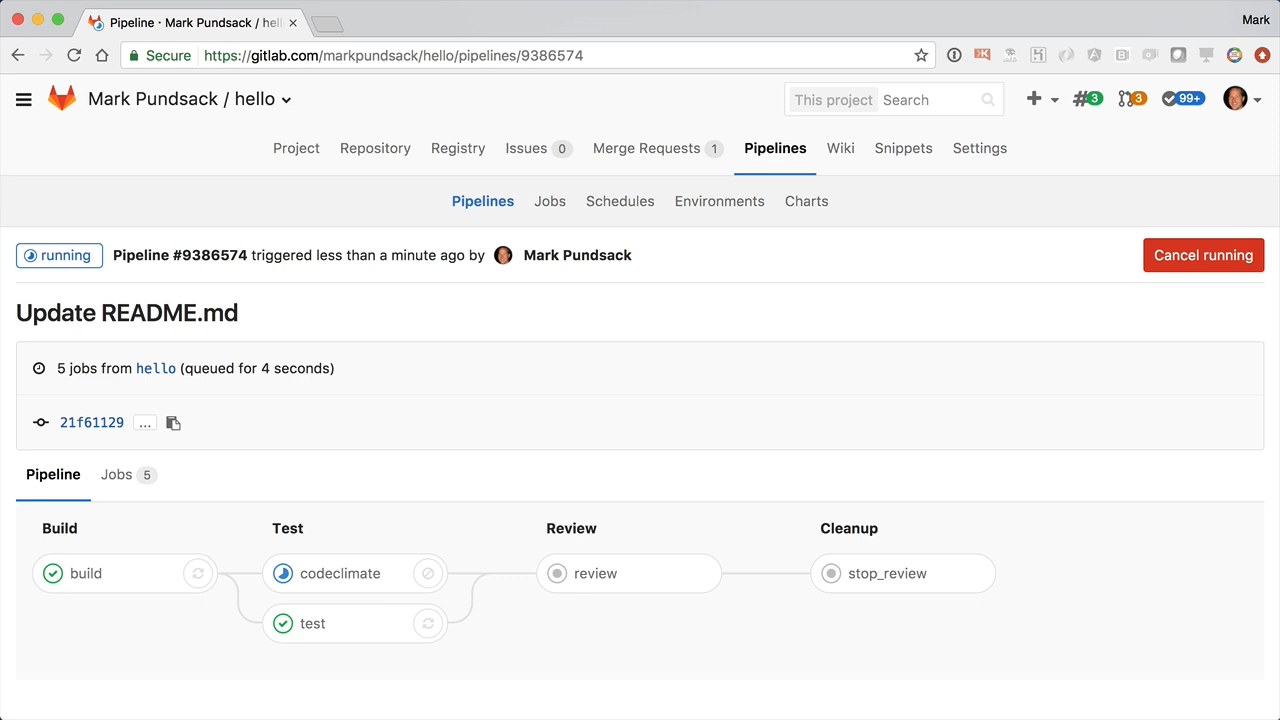 Pipeline · Mark Pundsack / hell
Mark
Secure https://gitlab.com/markpundsack/hello/pipelines/9386574
Mark Pundsack / hello
This project Search
3 3 99+
Project Repository Registry Issues 0 Merge Requests 1 Pipelines Wiki Snippets Settings
Pipelines Jobs Schedules Environments Charts
running Pipeline #9386574 triggered less than a minute ago by Mark Pundsack Cancel running
Update README.md
5 jobs from hello (queued for 4 seconds)
21f61129 ...
Pipeline Jobs 5
Build Test Review Cleanup
build codeclimate review stop_review
test